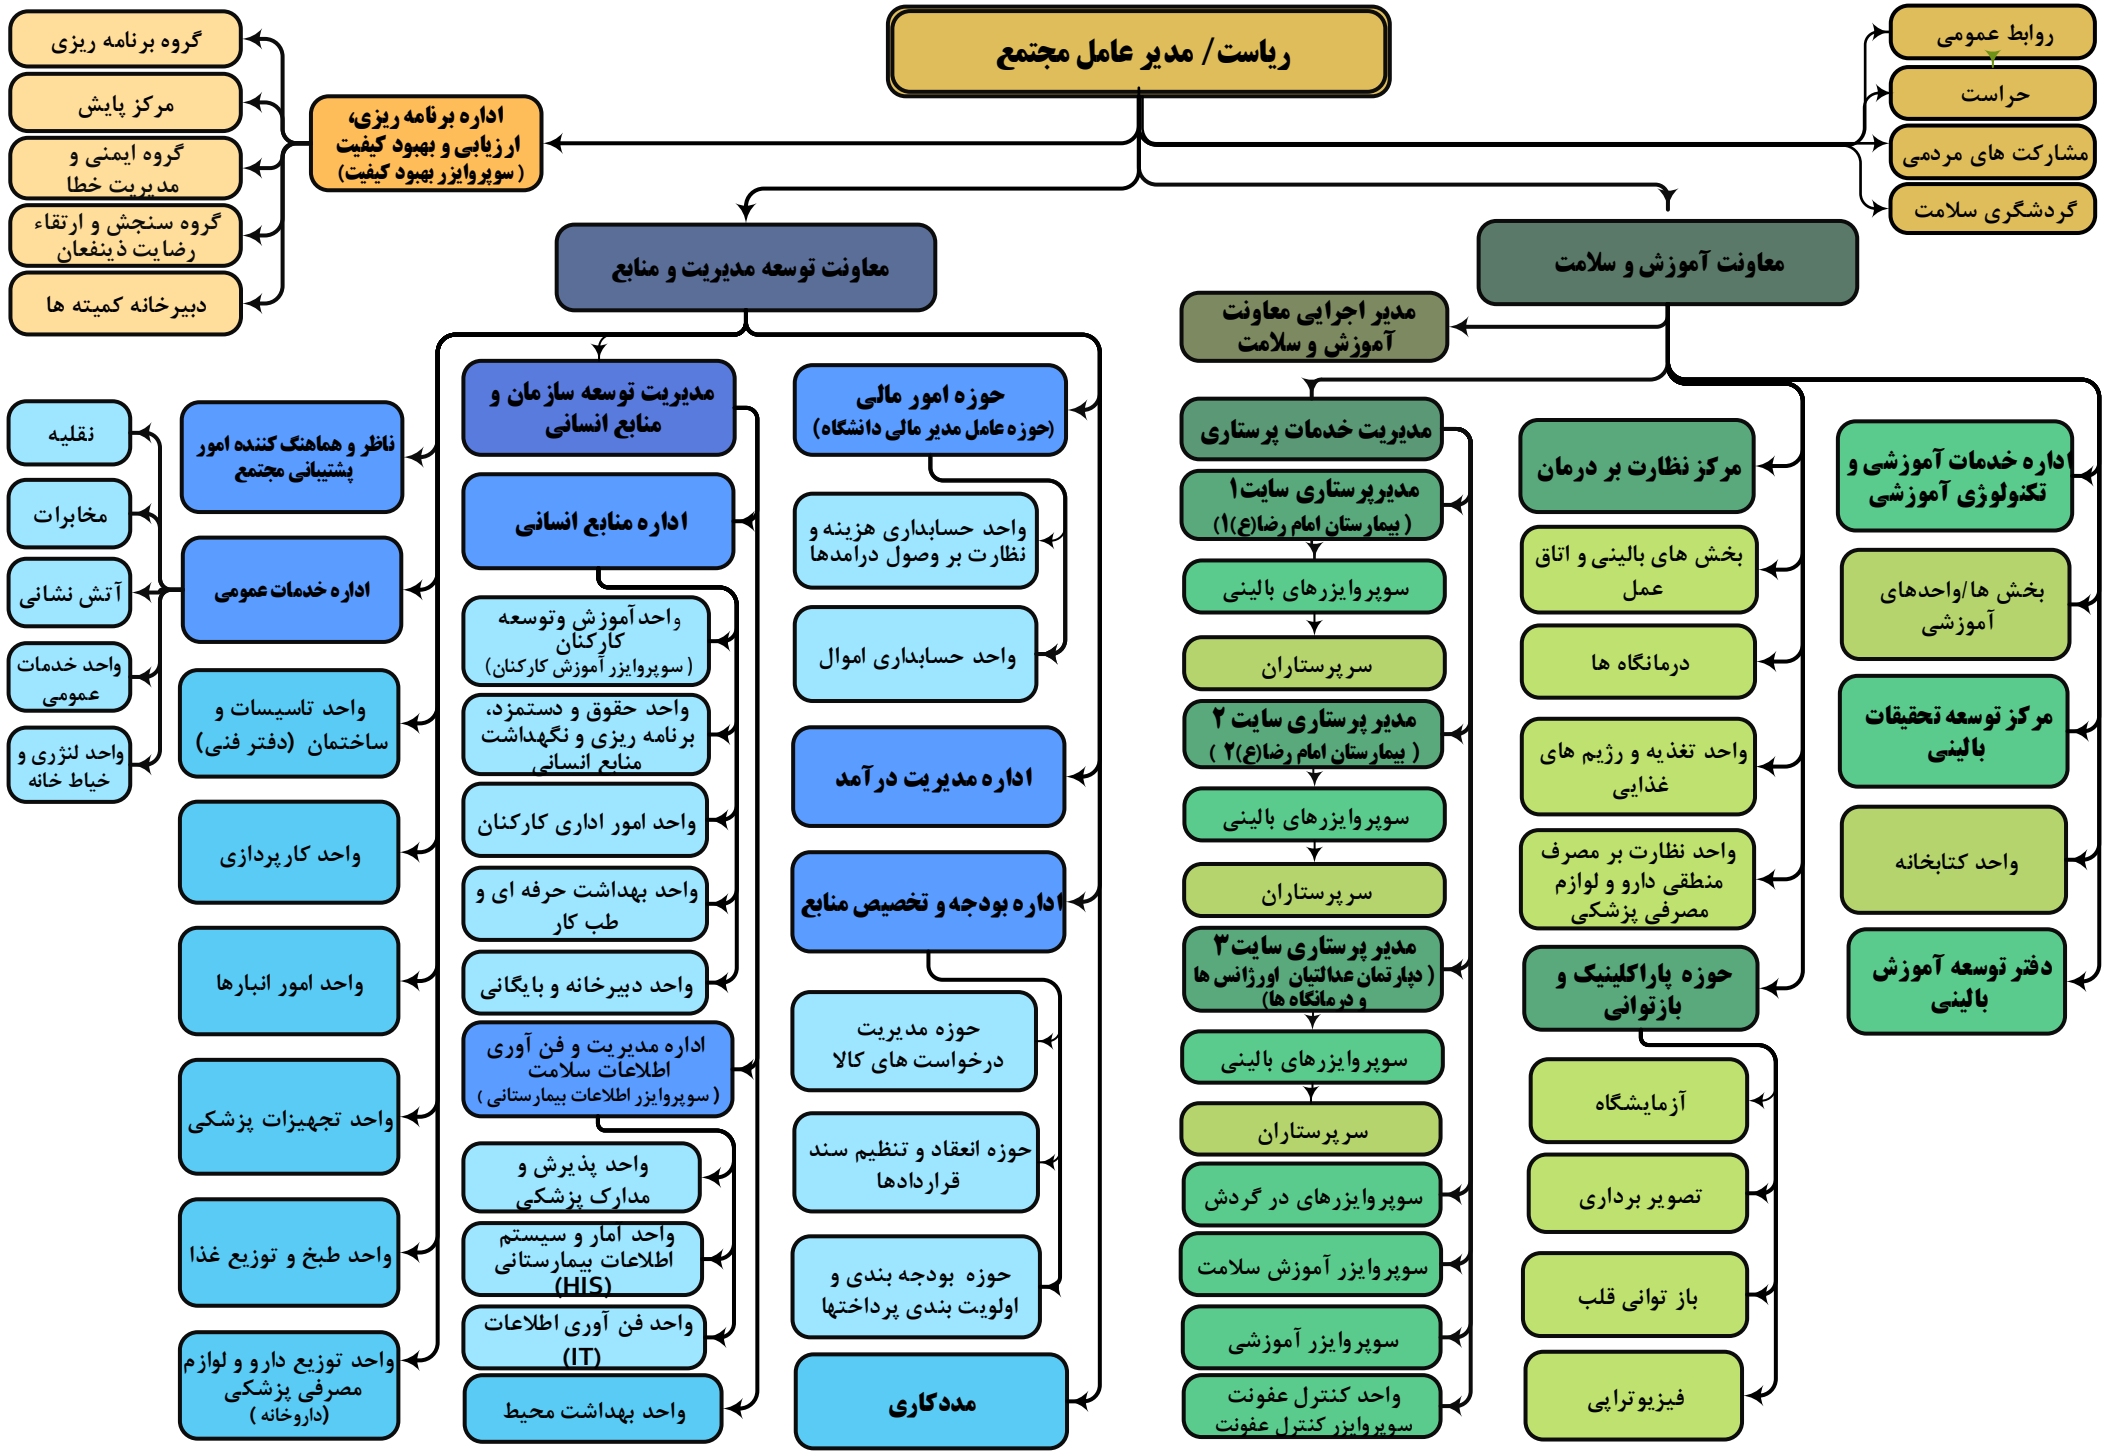 ریاست/ مدیر عامل مجتمع
روابط عمومی
حراست
مشارکت های مردمی
گردشگری سلامت
اداره برنامه ریزی،
ارزیابی و بهبود کیفیت
(سوپروایزر بهبود کیفیت)
گروه برنامه ریزی
مرکز پایش
گروه ایمنی و
مدیریت خطا
گروه سنجش و ارتقاء
رضایت ذینفعان
دبیرخانه کمیته ها
معاونت آموزش و سلامت
مدیر اجرایی معاونت
آموزش و سلامت
اداره خدمات آموزشی و
تکنولوژی آموزشی
بخش ها/واحدهای
آموزشی
مرکز توسعه تحقیقات
بالینی
واحد کتابخانه
دفتر توسعه آموزش
بالینی
مرکز نظارت بر درمان
بخش های بالینی و اتاق
عمل
درمانگاه ها
واحد تغذیه و رژیم های
غذایی
واحد نظارت بر مصرف
منطقی دارو و لوازم
مصرفی پزشکی
حوزه پاراکلینیک و
بازتوانی
آزمایشگاه
تصویر برداری
باز توانی قلب
فیزیوتراپی
مدیریت خدمات پرستاری
مدیرپرستاری سایت۱
(بیمارستان امام رضا(ع)۱)
سوپروایزرهای بالینی
سرپرستاران
مدیر پرستاری سایت ۲
(بیمارستان امام رضا(ع)۲ )
سوپروایزرهای بالینی
سرپرستاران
مدیر پرستاری سایت۳
(دپارتمان عدالتیان اورژانس ها
و درمانگاه ها)
سوپروایزرهای بالینی
سرپرستاران
سوپروایزرهای در گردش
سوپروایزر آموزش سلامت
سوپروایزر آموزشی
واحد کنترل عفونت
سوپروایزر کنترل عفونت
معاونت توسعه مدیریت و منابع
حوزه امور مالی
(حوزه عامل مدیر مالی دانشگاه)
واحد حسابداری هزینه و
نظارت بر وصول درامدها
واحد حسابداری اموال
اداره مدیریت درآمد
اداره بودجه و تخصیص منابع
حوزه مدیریت
درخواست های کالا
حوزه انعقاد و تنظیم سند
قراردادها
حوزه بودجه بندی و
اولویت بندی پرداختها
مددکاری
مدیریت توسعه سازمان و
منابع انسانی
اداره منابع انسانی
واحدآموزش وتوسعه
کارکنان
(سوپروایزر آموزش کارکنان)
واحد حقوق و دستمزد،
برنامه ریزی و نگهداشت
منابع انسانی
واحد امور اداری کارکنان
واحد بهداشت حرفه ای و
طب کار
واحد دبیرخانه و بایگانی
اداره مدیریت و فن آوری
اطلاعات سلامت
(سوپروایزر اطلاعات بیمارستانی )
واحد پذیرش و
مدارک پزشکی
واحد امار و سیستم
اطلاعات بیمارستانی
(HIS)
واحد فن آوری اطلاعات
(IT)
واحد بهداشت محیط
ناظر و هماهنگ کننده امور
پشتیبانی مجتمع
اداره خدمات عمومی
نقلیه
مخابرات
آتش نشانی
واحد خدمات
عمومی
واحد لنژری و
خیاط خانه
واحد تاسیسات و
ساختمان (دفتر فنی)
واحد کارپردازی
واحد امور انبارها
واحد تجهیزات پزشکی
واحد طبخ و توزیع غذا
واحد توزیع دارو و لوازم
مصرفی پزشکی
(داروخانه )